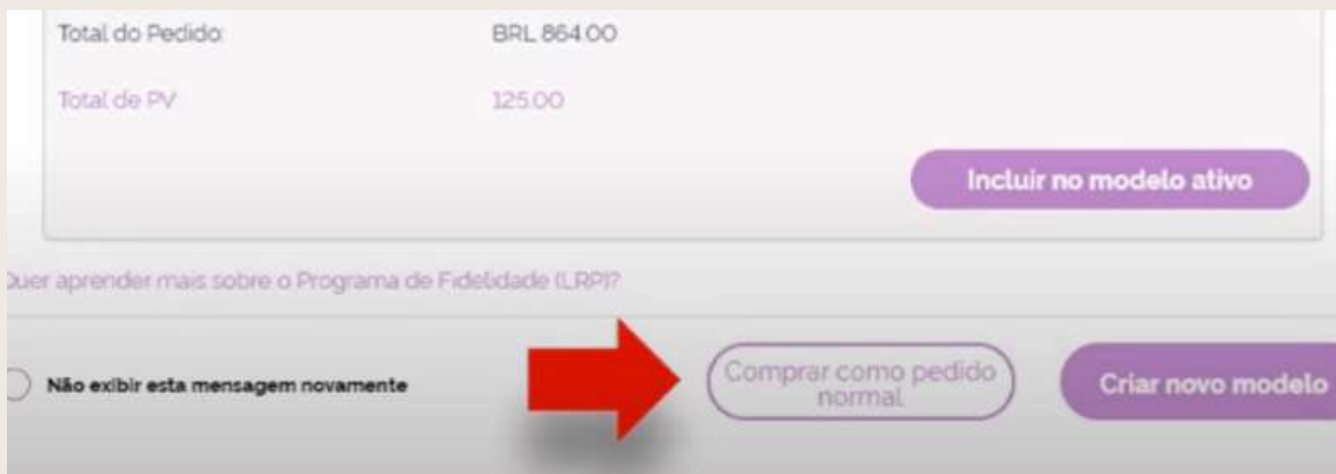 Total do Pedido: BRL 864.00
Total de PV 125.00
Incluir no modelo ativo
Quer aprender mais sobre o Programa de Fidelidade (LRP)?
Não exibir esta mensagem novamente
Comprar como pedido
normal
Criar novo modelo